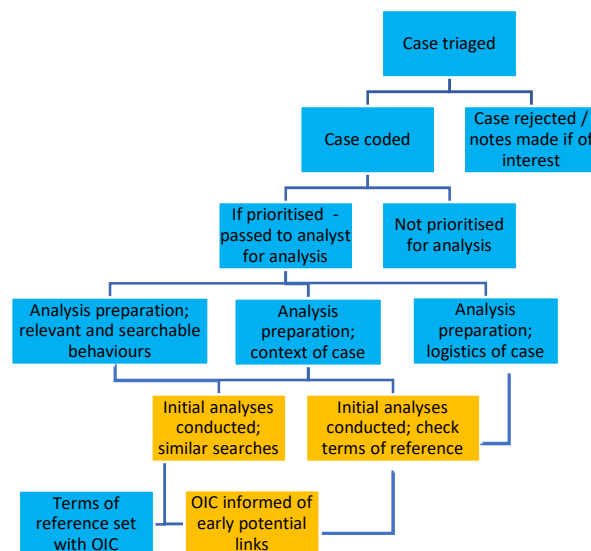 Case triaged
Case coded
Case rejected /
notes made if of
interest
If prioritised -
passed to analyst
for analysis
Not prioritised
for analysis
Analysis preparation;
relevant and searchable
behaviours
Analysis
preparation;
context of case
Analysis
preparation;
logistics of case
Initial analyses
conducted;
similar searches
Initial analyses
conducted; check
terms of reference
Terms of
reference set
with OIC
OIC informed of
early potential
links